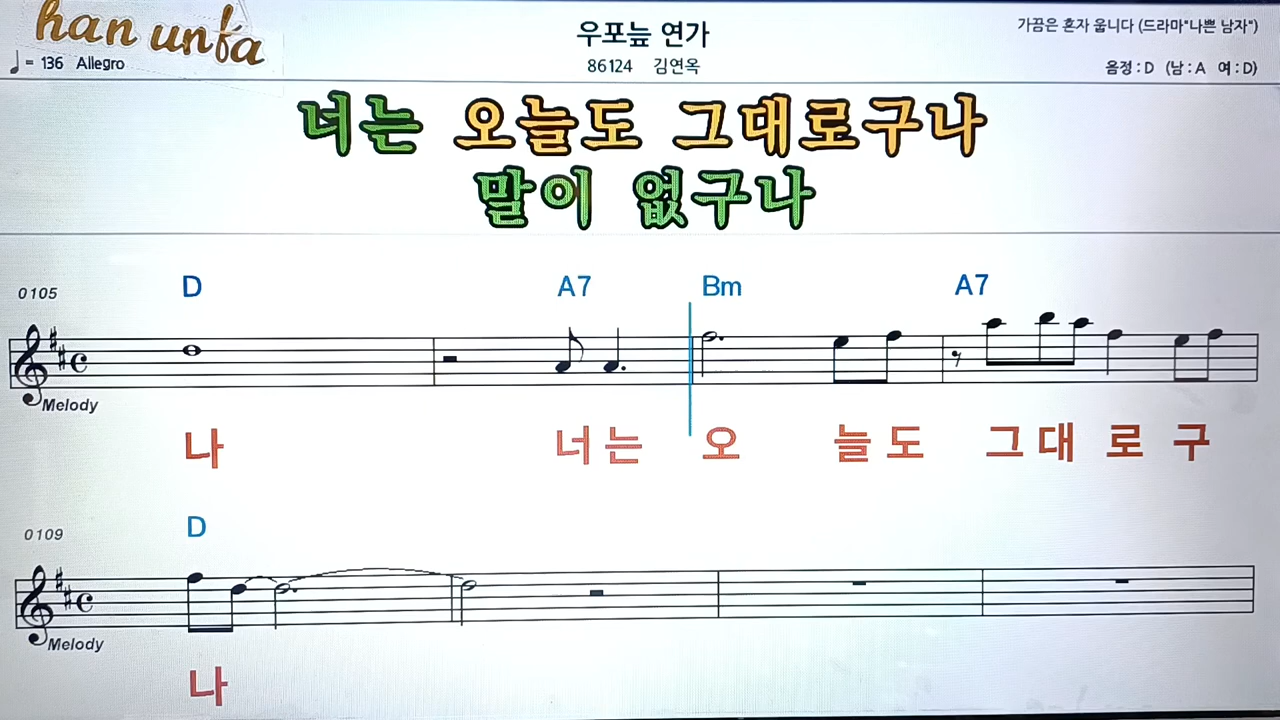 han unfa
♩= 136 Allegro
우포늪 연가
86124 김연옥
가끔은 혼자 웁니다 (드라마"나쁜 남자")
음정 : D (남 : A 여 : D)
너는 오늘도 그대로구나
말이 없구나
0105 D A7 Bm A7
Melody
나 너는 오 늘도 그대 로 구
0109 D
Melody
나